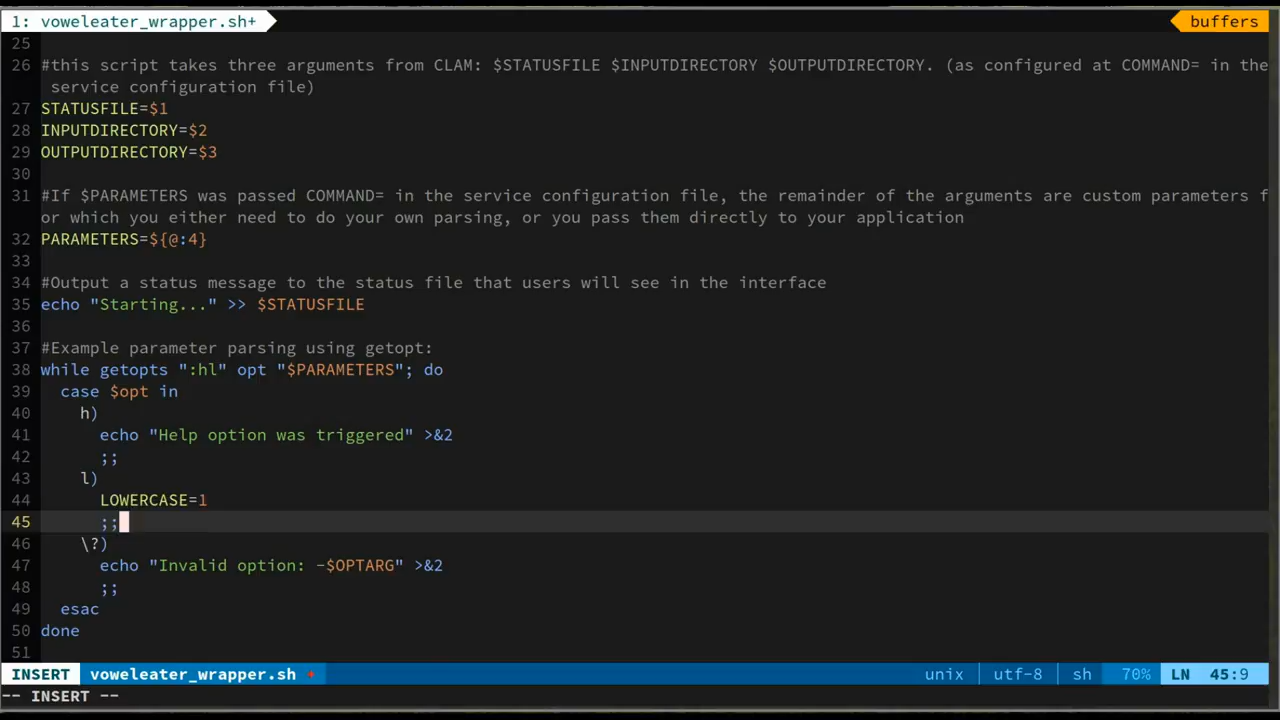 1: voweleater_wrapper.sh+
buffers
25
26 #this script takes three arguments from CLAM: $STATUSFILE $INPUTDIRECTORY $OUTPUTDIRECTORY. (as configured at COMMAND= in the
service configuration file)
27 STATUSFILE=$1
28 INPUTDIRECTORY=$2
29 OUTPUTDIRECTORY=$3
30
31 #If $PARAMETERS was passed COMMAND= in the service configuration file, the remainder of the arguments are custom parameters f
or which you either need to do your own parsing, or you pass them directly to your application
32 PARAMETERS=${@:4}
33
34 #Output a status message to the status file that users will see in the interface
35 echo "Starting..." >> $STATUSFILE
36
37 #Example parameter parsing using getopt:
38 while getopts ":hl" opt "$PARAMETERS"; do
39   case $opt in
40     h)
41       echo "Help option was triggered" >&2
42       ;;
43     l)
44       LOWERCASE=1
45       ;;
46     \?)
47       echo "Invalid option: -$OPTARG" >&2
48       ;;
49   esac
50 done
51
INSERT voweleater_wrapper.sh + unix utf-8 sh 70% LN 45:9
-- INSERT --